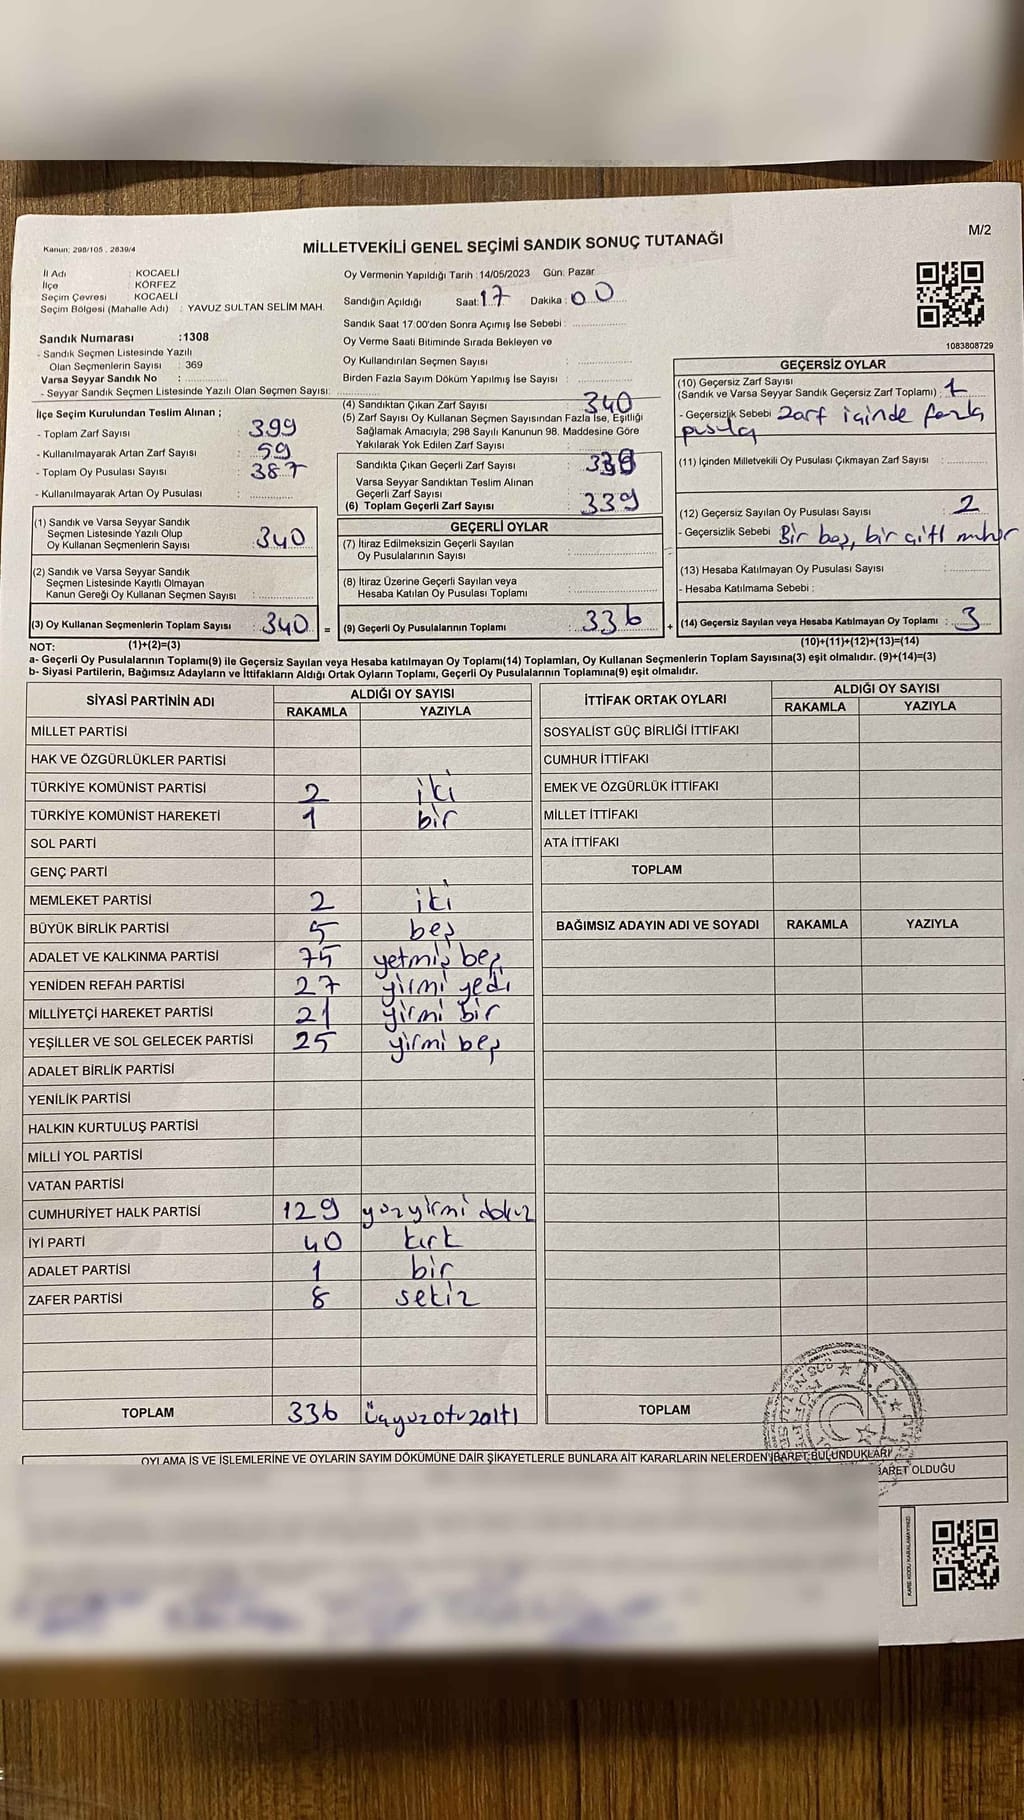 M/2
Kanun: 298/105 , 2839/4
MİLLETVEKİLİ GENEL SEÇİMİ SANDIK SONUÇ TUTANAĞI
İl Adı : KOCAELİ
İlçe : KÖRFEZ
Seçim Çevresi : KOCAELİ
Seçim Bölgesi (Mahalle Adı) : YAVUZ SULTAN SELİM MAH.
Sandık Numarası :1308
- Sandık Seçmen Listesinde Yazılı
Olan Seçmenlerin Sayısı : 369
Varsa Seyyar Sandık No :
- Seyyar Sandık Seçmen Listesinde Yazılı Olan Seçmen Sayısı:
İlçe Seçim Kurulundan Teslim Alınan ;
- Toplam Zarf Sayısı : 399
- Kullanılmayarak Artan Zarf Sayısı : 59
- Toplam Oy Pusulası Sayısı : 387
- Kullanılmayarak Artan Oy Pusulası :
(1) Sandık ve Varsa Seyyar Sandık
Seçmen Listesinde Yazılı Olup
Oy Kullanan Seçmenlerin Sayısı : 340
(2) Sandık ve Varsa Seyyar Sandık
Seçmen Listesinde Kayıtlı Olmayan
Kanun Gereği Oy Kullanan Seçmen Sayısı :
(3) Oy Kullanan Seçmenlerin Toplam Sayısı : 340 =
Oy Vermenin Yapıldığı Tarih :14/05/2023 Gün: Pazar
Sandığın Açıldığı Saat: 17 Dakika : 00
Sandık Saat 17:00'den Sonra Açımış İse Sebebi :
Oy Verme Saati Bitiminde Sırada Bekleyen ve
Oy Kullandırılan Seçmen Sayısı :
Birden Fazla Sayım Döküm Yapılmış İse Sayısı :
(4) Sandıktan Çıkan Zarf Sayısı : 340
(5) Zarf Sayısı Oy Kullanan Seçmen Sayısından Fazla İse, Eşitliği
Sağlamak Amacıyla; 298 Sayılı Kanunun 98. Maddesine Göre
Yakılarak Yok Edilen Zarf Sayısı :
Sandıkta Çıkan Geçerli Zarf Sayısı :
Varsa Seyyar Sandıktan Teslim Alınan
Geçerli Zarf Sayısı :
(6) Toplam Geçerli Zarf Sayısı : 339
GEÇERLİ OYLAR
(7) İtiraz Edilmeksizin Geçerli Sayılan
Oy Pusulalarının Sayısı :
(8) İtiraz Üzerine Geçerli Sayılan veya
Hesaba Katılan Oy Pusulası Toplamı :
(9) Geçerli Oy Pusulalarının Toplamı : 336 +
1083808729
GEÇERSİZ OYLAR
(10) Geçersiz Zarf Sayısı
(Sandık ve Varsa Seyyar Sandık Geçersiz Zarf Toplamı) : 1
- Geçersizlik Sebebi : Zarf içinde fazla
pusula
(11) İçinden Milletvekili Oy Pusulası Çıkmayan Zarf Sayısı :
(12) Geçersiz Sayılan Oy Pusulası Sayısı : 2
- Geçersizlik Sebebi : Bir boş, bir çift mühür
(13) Hesaba Katılmayan Oy Pusulası Sayısı :
- Hesaba Katılmama Sebebi :
(14) Geçersiz Sayılan veya Hesaba Katılmayan Oy Toplamı : 3
NOT: (1)+(2)=(3) (10)+(11)+(12)+(13)=(14)
a- Geçerli Oy Pusulalarının Toplamı(9) ile Geçersiz Sayılan veya Hesaba katılmayan Oy Toplamı(14) Toplamları, Oy Kullanan Seçmenlerin Toplam Sayısına(3) eşit olmalıdır. (9)+(14)=(3)
b- Siyasi Partilerin, Bağımsız Adayların ve İttifakların Aldığı Ortak Oyların Toplamı, Geçerli Oy Pusulalarının Toplamına(9) eşit olmalıdır.
SİYASİ PARTİNİN ADI ALDIĞI OY SAYISI
RAKAMLA YAZIYLA
MİLLET PARTİSİ
HAK VE ÖZGÜRLÜKLER PARTİSİ
TÜRKİYE KOMÜNİST PARTİSİ 2 iki
TÜRKİYE KOMÜNİST HAREKETİ 1 bir
SOL PARTİ
GENÇ PARTİ
MEMLEKET PARTİSİ 2 iki
BÜYÜK BİRLİK PARTİSİ 5 beş
ADALET VE KALKINMA PARTİSİ 75 yetmiş beş
YENİDEN REFAH PARTİSİ 27 yirmi yedi
MİLLİYETÇİ HAREKET PARTİSİ 21 yirmi bir
YEŞİLLER VE SOL GELECEK PARTİSİ 25 yirmi beş
ADALET BİRLİK PARTİSİ
YENİLİK PARTİSİ
HALKIN KURTULUŞ PARTİSİ
MİLLİ YOL PARTİSİ
VATAN PARTİSİ
CUMHURİYET HALK PARTİSİ 129 yüzyirmi dokuz
İYİ PARTİ 40 kırk
ADALET PARTİSİ 1 bir
ZAFER PARTİSİ 8 sekiz
TOPLAM 336 üçyüzotuzaltı
İTTİFAK ORTAK OYLARI ALDIĞI OY SAYISI
RAKAMLA YAZIYLA
SOSYALİST GÜÇ BİRLİĞİ İTTİFAKI
CUMHUR İTTİFAKI
EMEK VE ÖZGÜRLÜK İTTİFAKI
MİLLET İTTİFAKI
ATA İTTİFAKI
TOPLAM
BAĞIMSIZ ADAYIN ADI VE SOYADI RAKAMLA YAZIYLA
TOPLAM
T.C.
OYLAMA İŞ VE İŞLEMLERİNE VE OYLARIN SAYIM DÖKÜMÜNE DAİR ŞİKAYETLERLE BUNLARA AİT KARARLARIN NELERDEN İBARET BULUNDUKLARI
BARET OLDUĞU
KARE KODU KARALAMAYINIZ!